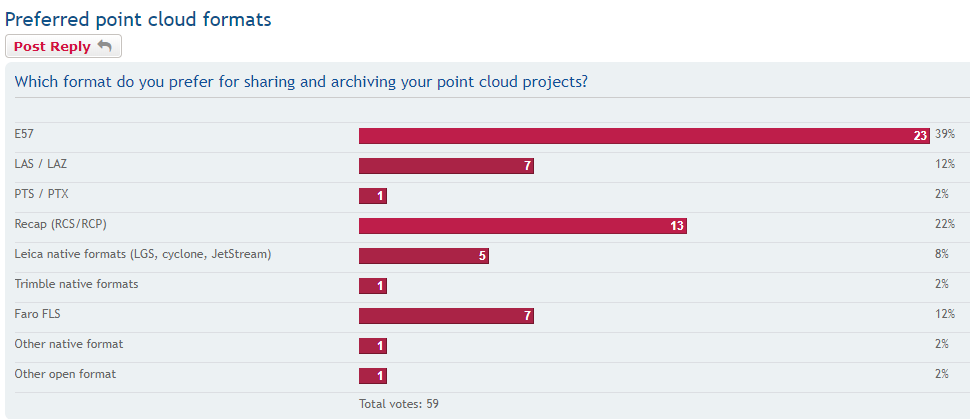 Preferred point cloud formats
Post Reply
Which format do you prefer for sharing and archiving your point cloud projects?
E57 23 39%
LAS / LAZ 7 12%
PTS / PTX 1 2%
Recap (RCS/RCP) 13 22%
Leica native formats (LGS, cyclone, JetStream) 5 8%
Trimble native formats 1 2%
Faro FLS 7 12%
Other native format 1 2%
Other open format 1 2%
Total votes: 59